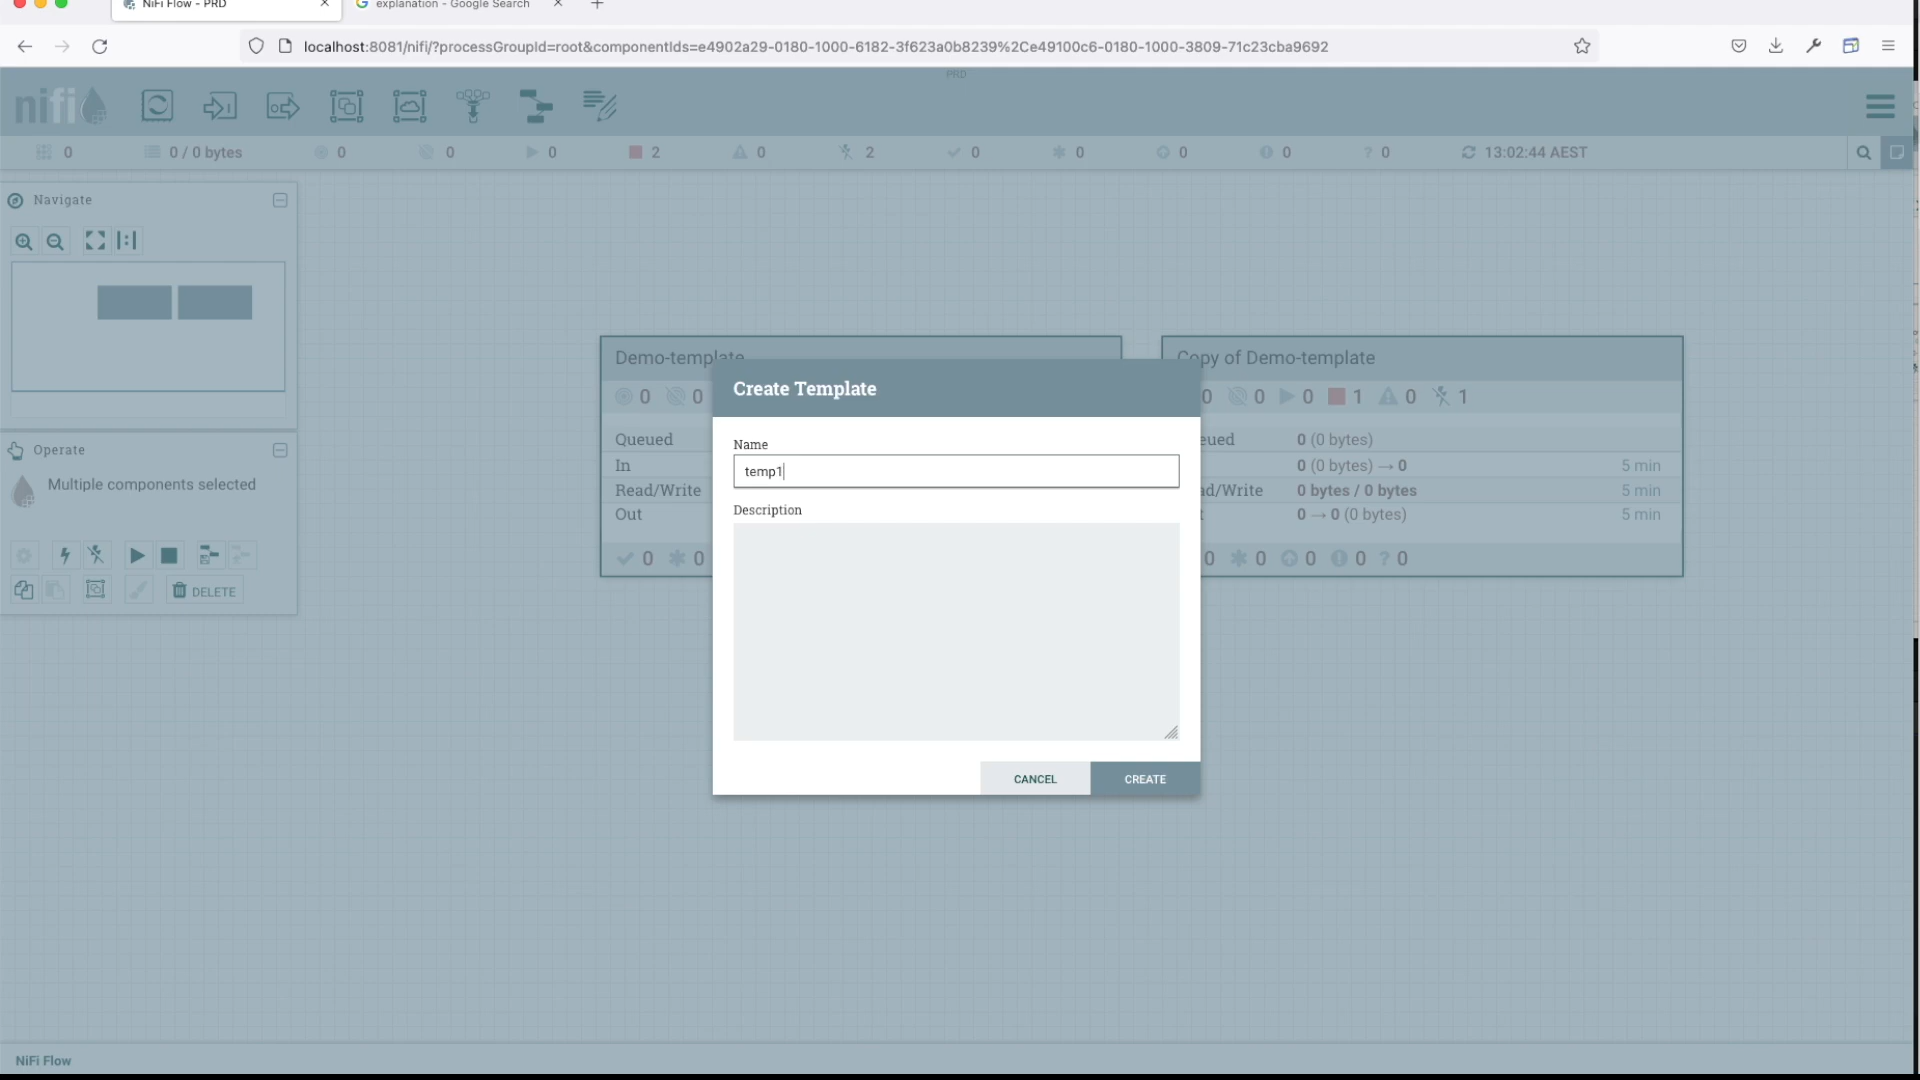 NiFi Flow - PRD
explanation - Google Search
localhost:8081/nifi/?processGroupId=root&componentIds=e4902a29-0180-1000-6182-3f623a0b8239%2Ce49100c6-0180-1000-3809-71c23cba9692
PRD
nifi
0 0 / 0 bytes 0 0 0 2 0 2 0 0 0 0 ? 0 13:02:44 AEST
Navigate
Operate
Multiple components selected
DELETE
Demo-template
0 0
Queued
In
Read/Write
Out
0 0
Copy of Demo-template
0 0 0 1 0 1
eued 0 (0 bytes)
0 (0 bytes) → 0 5 min
ad/Write 0 bytes / 0 bytes 5 min
t 0 → 0 (0 bytes) 5 min
0 0 0 0 ? 0
Create Template
Name
temp1
Description
CANCEL
CREATE
NiFi Flow